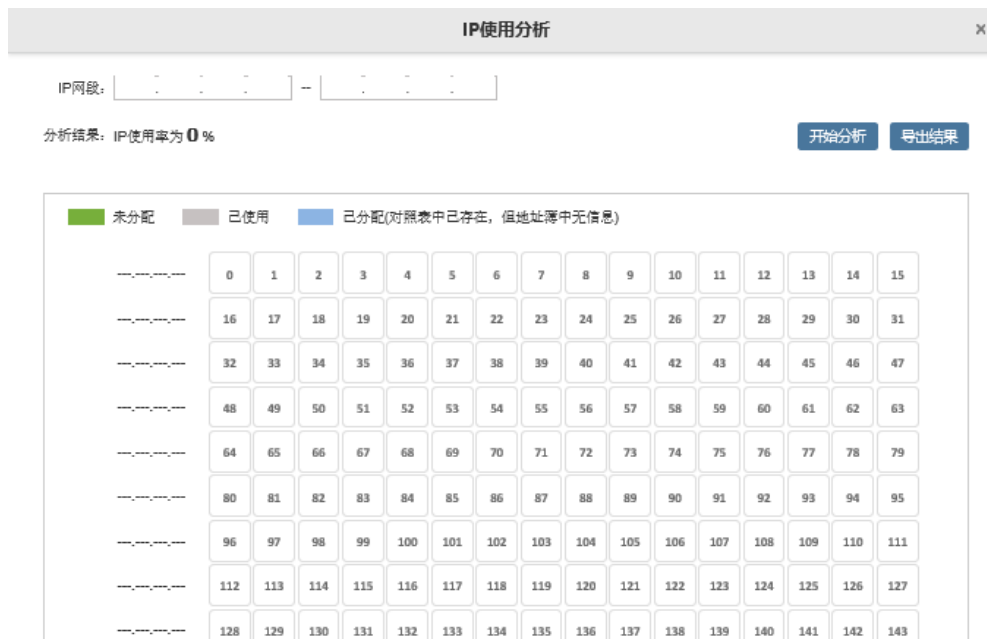 IP使用分析 ×
IP网段: . . . -- . . .
分析结果: IP使用率为 0 % 开始分析 导出结果
未分配 已使用 已分配(对照表中已存在, 但地址薄中无信息)
---.---.---.--- 0 1 2 3 4 5 6 7 8 9 10 11 12 13 14 15
---.---.---.--- 16 17 18 19 20 21 22 23 24 25 26 27 28 29 30 31
---.---.---.--- 32 33 34 35 36 37 38 39 40 41 42 43 44 45 46 47
---.---.---.--- 48 49 50 51 52 53 54 55 56 57 58 59 60 61 62 63
---.---.---.--- 64 65 66 67 68 69 70 71 72 73 74 75 76 77 78 79
---.---.---.--- 80 81 82 83 84 85 86 87 88 89 90 91 92 93 94 95
---.---.---.--- 96 97 98 99 100 101 102 103 104 105 106 107 108 109 110 111
---.---.---.--- 112 113 114 115 116 117 118 119 120 121 122 123 124 125 126 127
---.---.---.--- 128 129 130 131 132 133 134 135 136 137 138 139 140 141 142 143